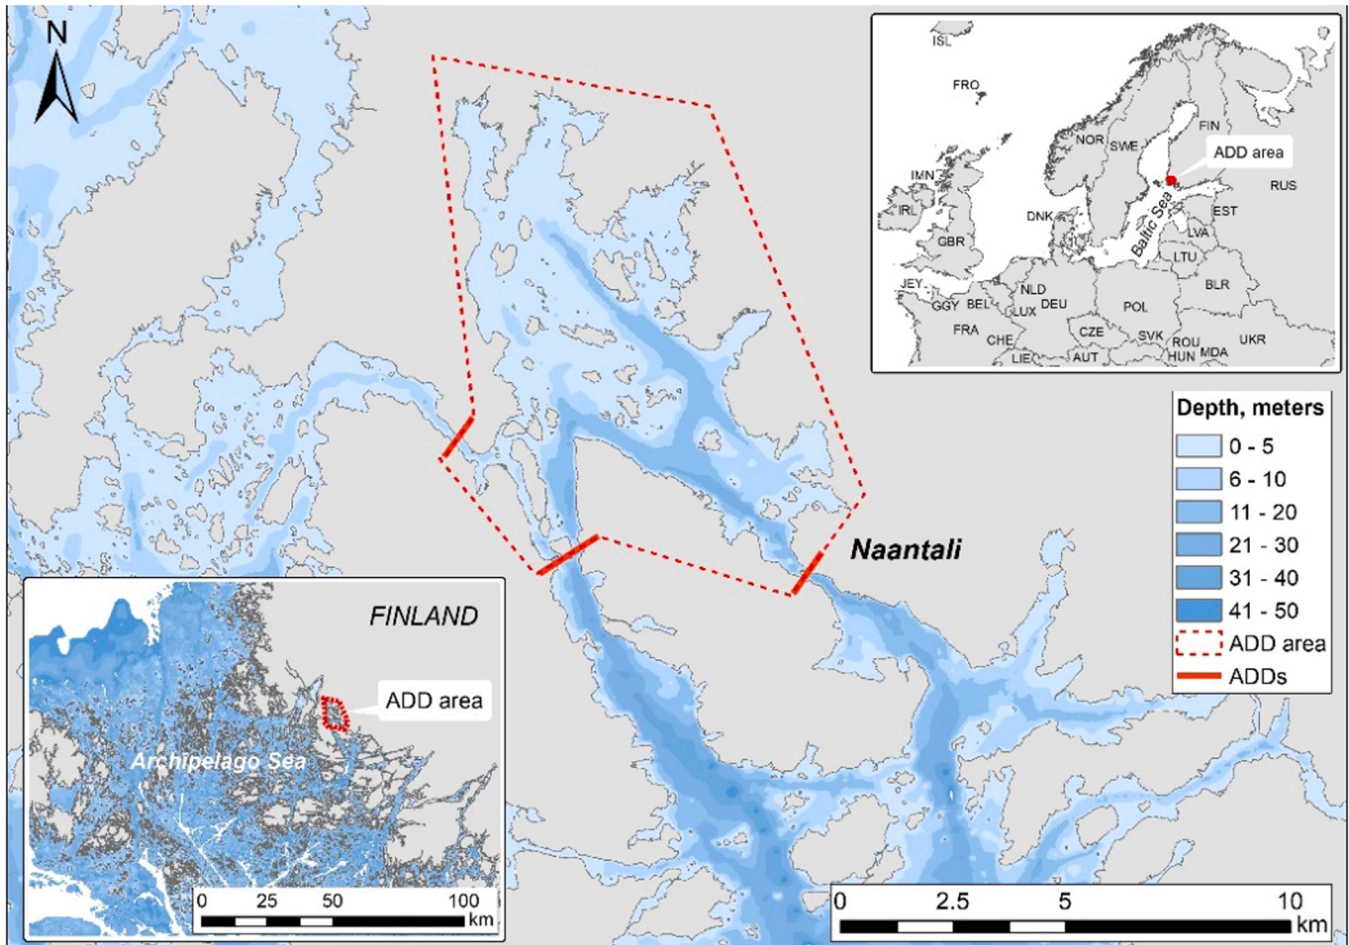 N
ISL
FRO
NOR
SWE
FIN
ADD area
RUS
IMN
IRL
DNK
Baltic Sea
EST
LVA
GBR
LTU
JEY
NLD
BLR
GGY
BEL
DEU
LUX
POL
FRA
CZE
CHE
SVK
ROU
UKR
LIE
AUT
HUN
MDA
Depth, meters
0 - 5
6 - 10
11 - 20
21 - 30
31 - 40
41 - 50
ADD area
ADDs
Naantali
FINLAND
ADD area
Archipelago Sea
0 25 50 100
km
0 2.5 5 10
km